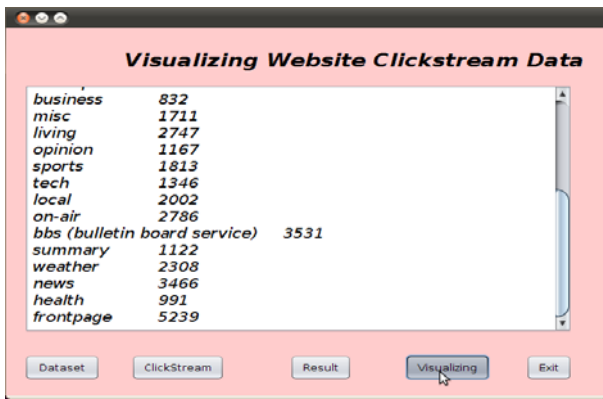 Visualizing Website Clickstream Data
business 832
misc 1711
living 2747
opinion 1167
sports 1813
tech 1346
local 2002
on-air 2786
bbs (bulletin board service) 3531
summary 1122
weather 2308
news 3466
health 991
frontpage 5239
Dataset ClickStream Result Visualizing Exit